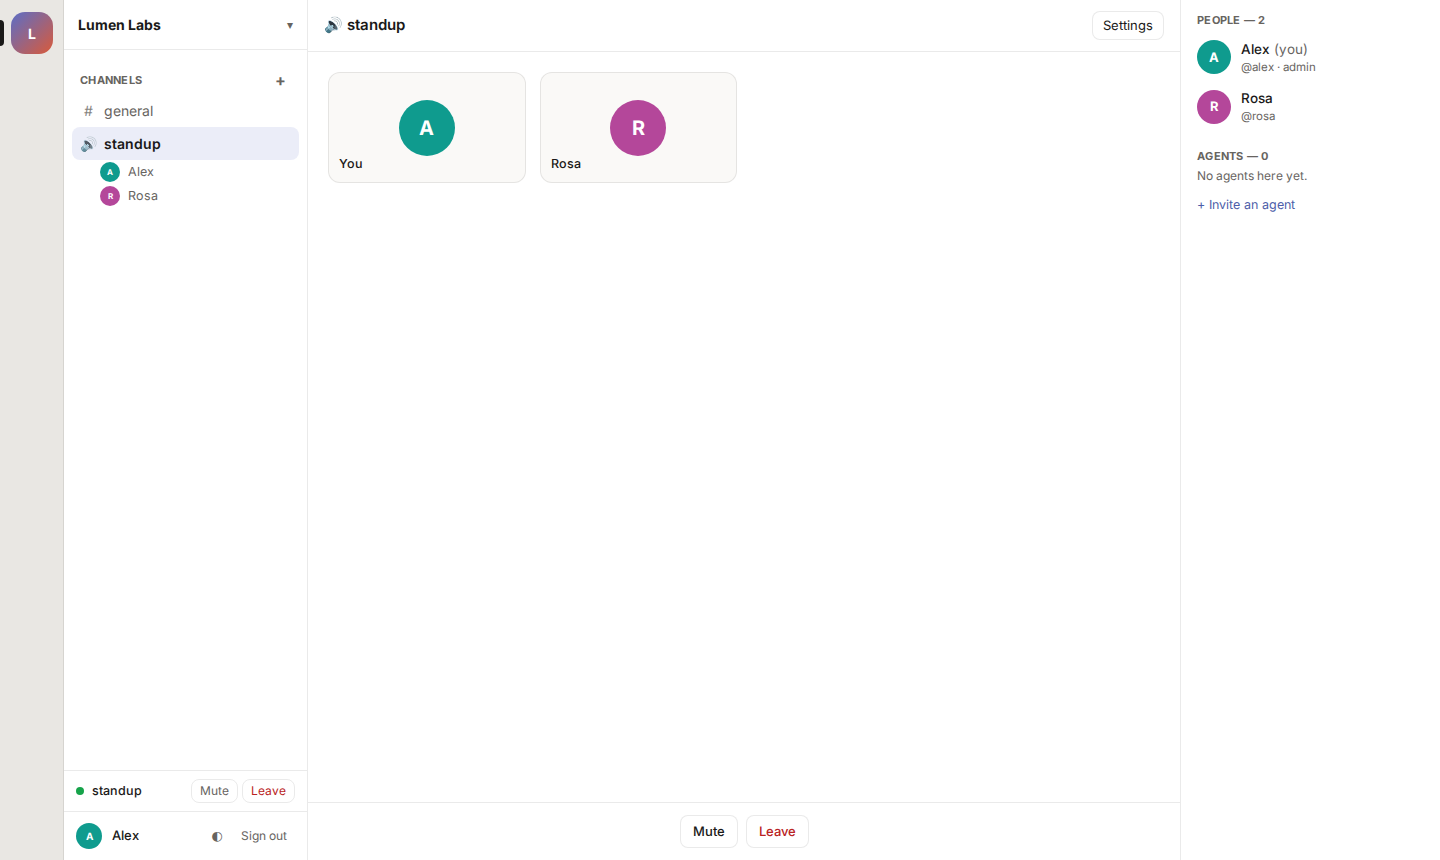 L
Lumen Labs ▾
CHANNELS +
# general
🔊 standup
A Alex
R Rosa
standup Mute Leave
A Alex ◐ Sign out
🔊 standup Settings
A
You
R
Rosa
Mute Leave
PEOPLE — 2
A
Alex (you)
@alex · admin
R
Rosa
@rosa
AGENTS — 0
No agents here yet.
+ Invite an agent